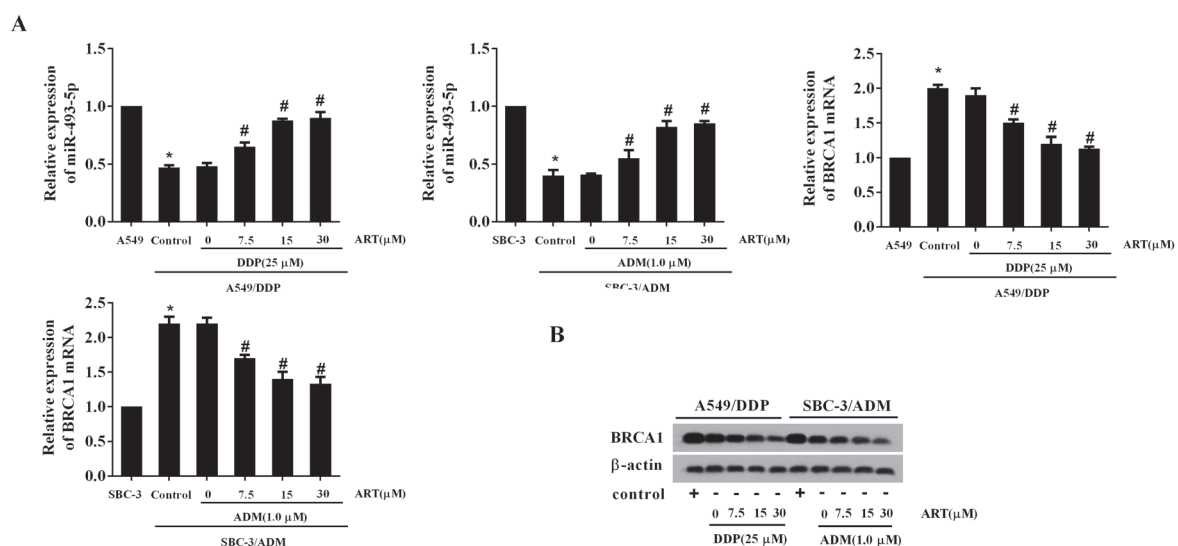 A
Relative expression
of miR-493-5p
1.5
1.0
0.5
0.0
*
#
#
#
A549 Control 0 7.5 15 30 ART(μM)
DDP(25 μM)
A549/DDP
Relative expression
of miR-493-5p
1.5
1.0
0.5
0.0
*
#
#
#
SBC-3 Control 0 7.5 15 30 ART(μM)
ADM(1.0 μM)
SBC-3/ADM
Relative expression
of BRCA1 mRNA
2.5
2.0
1.5
1.0
0.5
0.0
*
#
#
#
A549 Control 0 7.5 15 30 ART(μM)
DDP(25 μM)
A549/DDP
Relative expression
of BRCA1 mRNA
2.5
2.0
1.5
1.0
0.5
0.0
*
#
#
#
SBC-3 Control 0 7.5 15 30 ART(μM)
ADM(1.0 μM)
SBC-3/ADM
B
A549/DDP SBC-3/ADM
BRCA1
β-actin
control + - - - - + - - - -
0 7.5 15 30 0 7.5 15 30 ART(μM)
DDP(25 μM) ADM(1.0 μM)